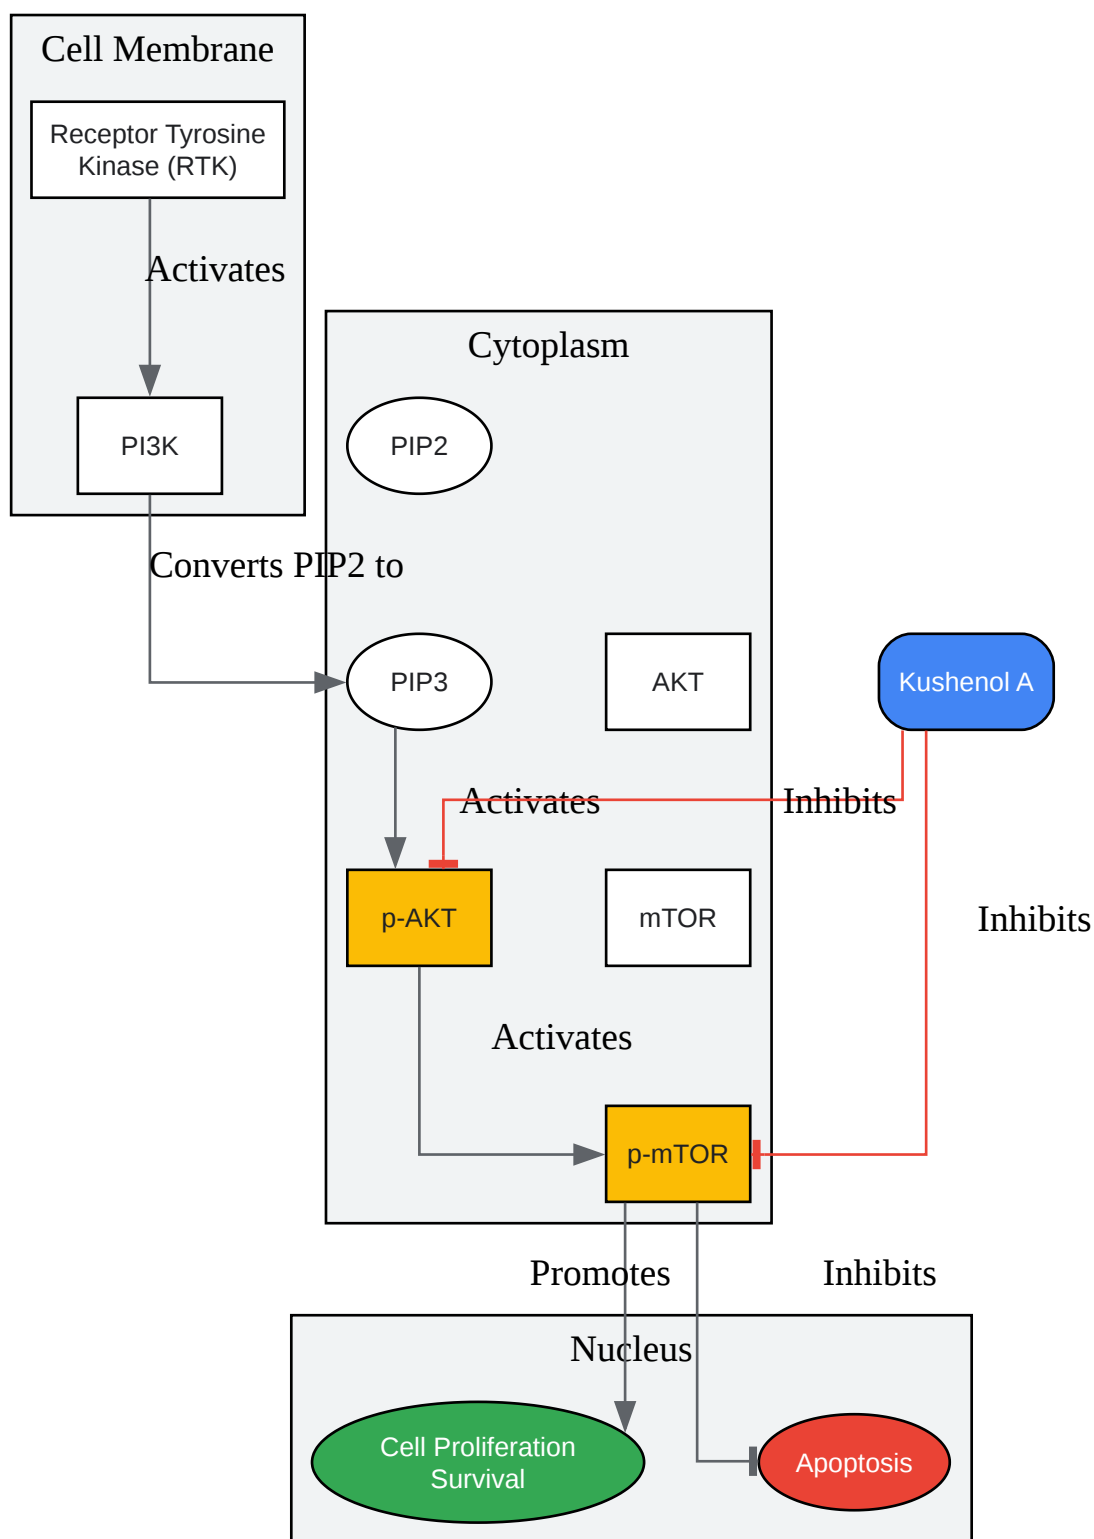 Cell Membrane
Receptor Tyrosine
Kinase (RTK)
Activates
Cytoplasm
PI3K
PIP2
Converts PIP2 to
PIP3
AKT
Kushenol A
Activates
Inhibits
p-AKT
mTOR
Inhibits
Activates
p-mTOR
Promotes
Inhibits
Nucleus
Cell Proliferation
Survival
Apoptosis